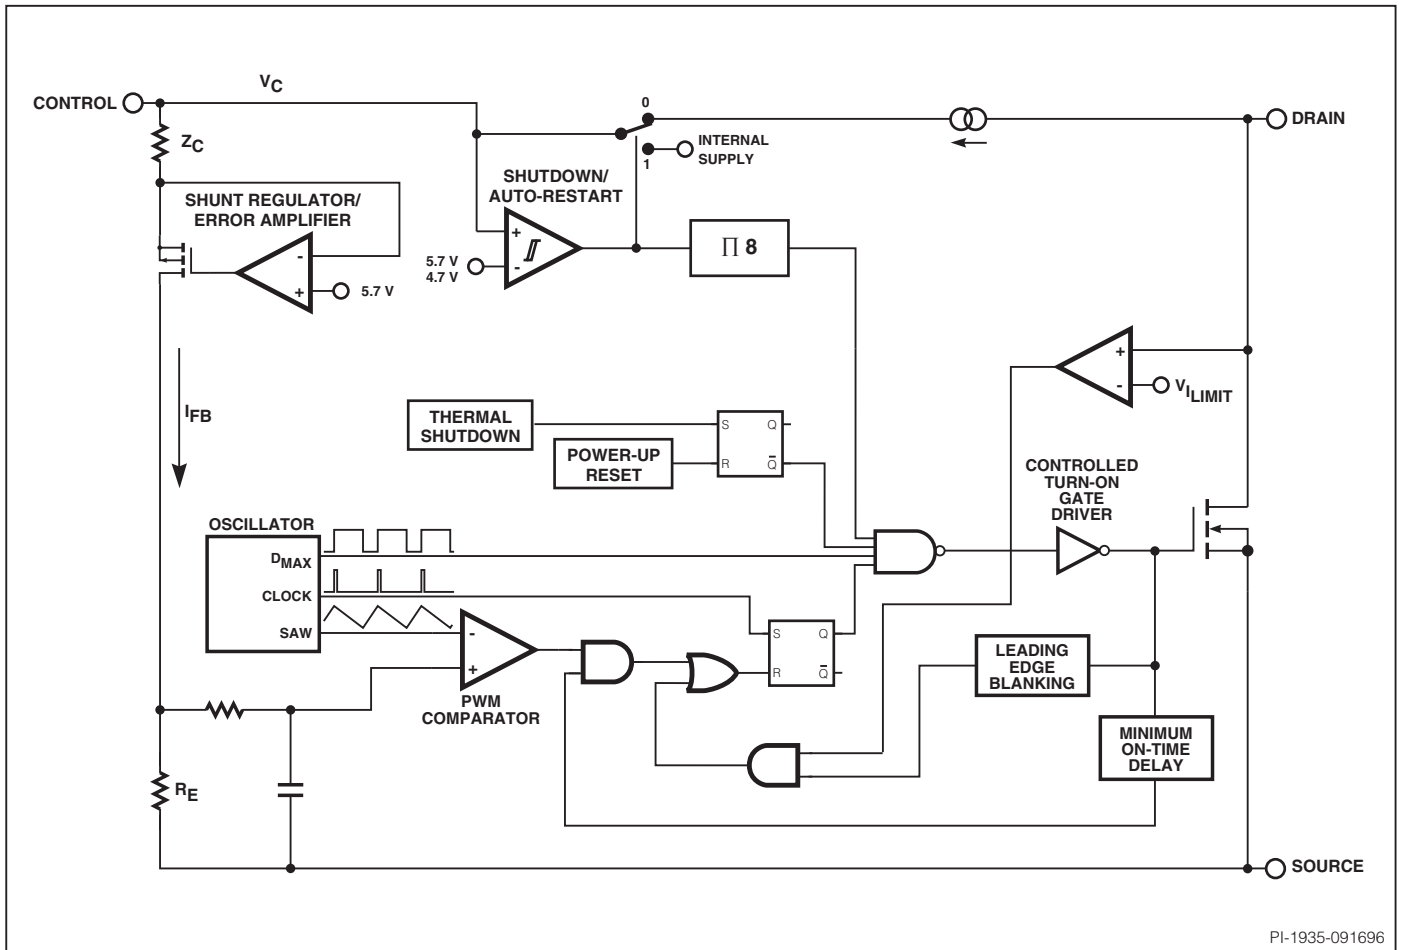 V_C
CONTROL
Z_C
0
DRAIN
INTERNAL
SUPPLY
1
SHUTDOWN/
AUTO-RESTART
SHUNT REGULATOR/
ERROR AMPLIFIER
+
-
5.7 V
4.7 V
∏ 8
-
+
5.7 V
+
-
V_I_LIMIT
I_FB
THERMAL
SHUTDOWN
S
Q
POWER-UP
RESET
R
Q̅
CONTROLLED
TURN-ON
GATE
DRIVER
OSCILLATOR
D_MAX
CLOCK
SAW
-
+
PWM
COMPARATOR
S
Q
R
Q̅
LEADING
EDGE
BLANKING
MINIMUM
ON-TIME
DELAY
R_E
SOURCE
PI-1935-091696